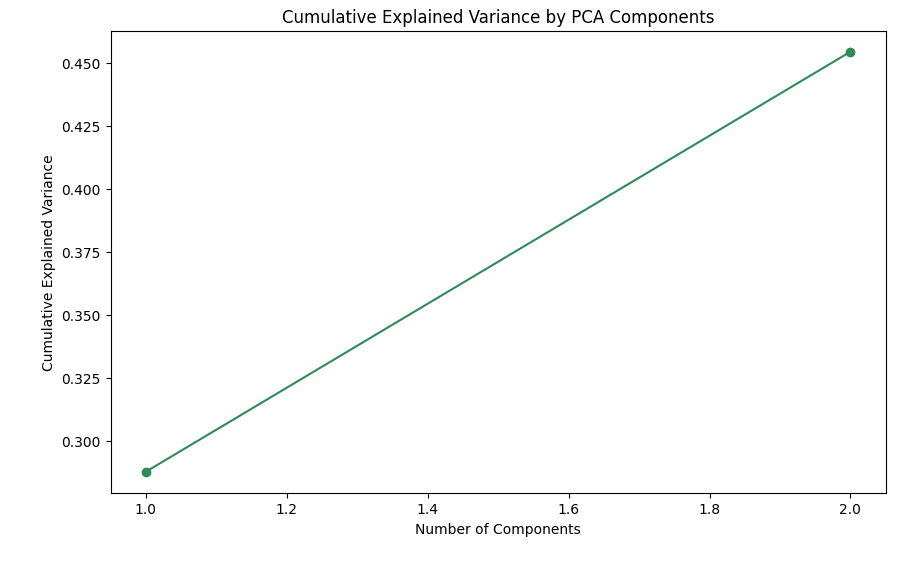 Cumulative Explained Variance by PCA Components
Cumulative Explained Variance
0.450
0.425
0.400
0.375
0.350
0.325
0.300
1.0 1.2 1.4 1.6 1.8 2.0
Number of Components